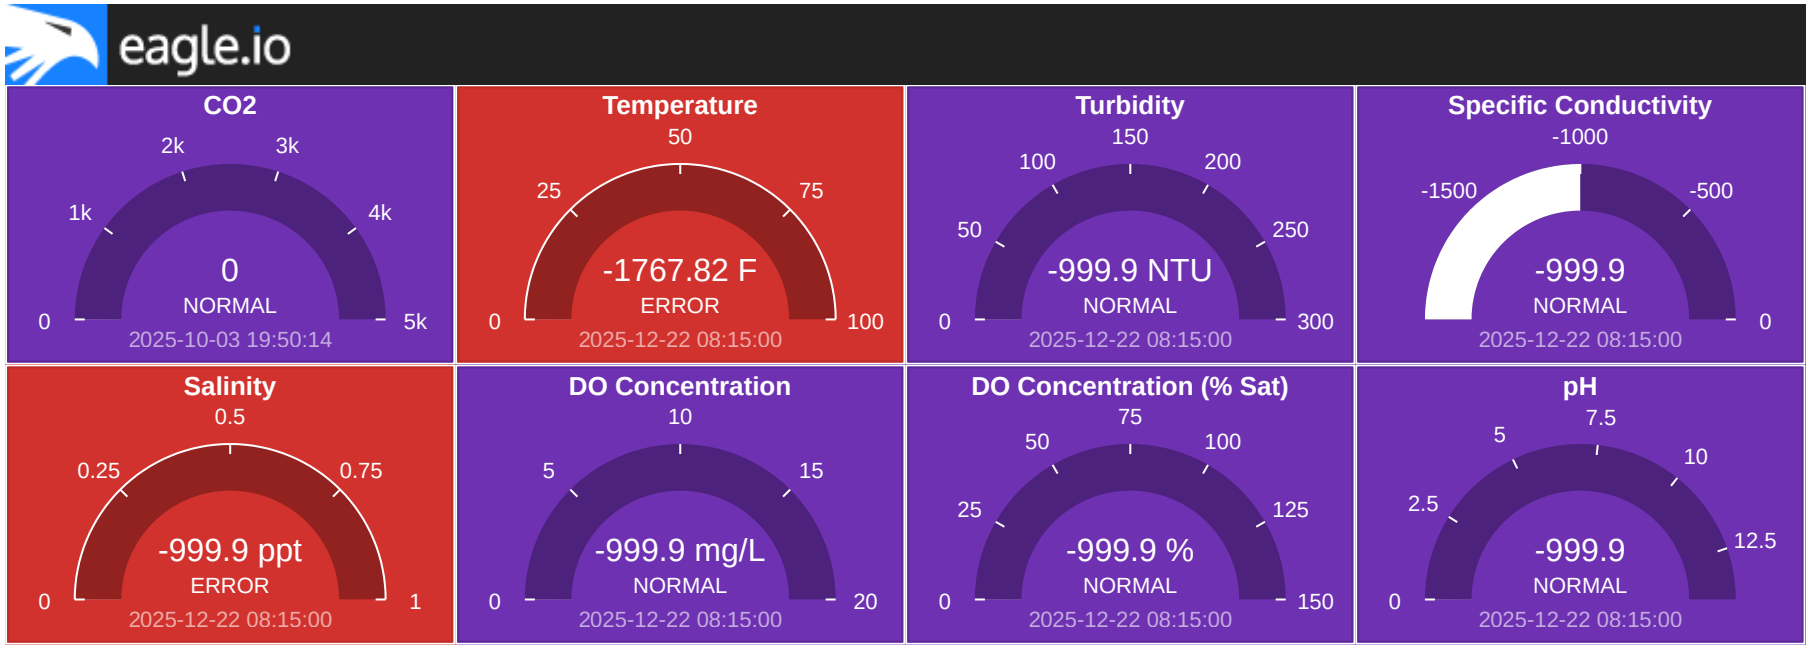 eagle.io
CO2
2k 3k
1k 4k
0
NORMAL
0 5k
2025-10-03 19:50:14
Temperature
50
25 75
-1767.82 F
ERROR
0 100
2025-12-22 08:15:00
Turbidity
150
100 200
50 250
-999.9 NTU
NORMAL
0 300
2025-12-22 08:15:00
Specific Conductivity
-1000
-1500 -500
-999.9
NORMAL
0
2025-12-22 08:15:00
Salinity
0.5
0.25 0.75
-999.9 ppt
ERROR
0 1
2025-12-22 08:15:00
DO Concentration
10
5 15
-999.9 mg/L
NORMAL
0 20
2025-12-22 08:15:00
DO Concentration (% Sat)
75
50 100
25 125
-999.9 %
NORMAL
0 150
2025-12-22 08:15:00
pH
7.5
5 10
2.5 12.5
-999.9
NORMAL
0
2025-12-22 08:15:00